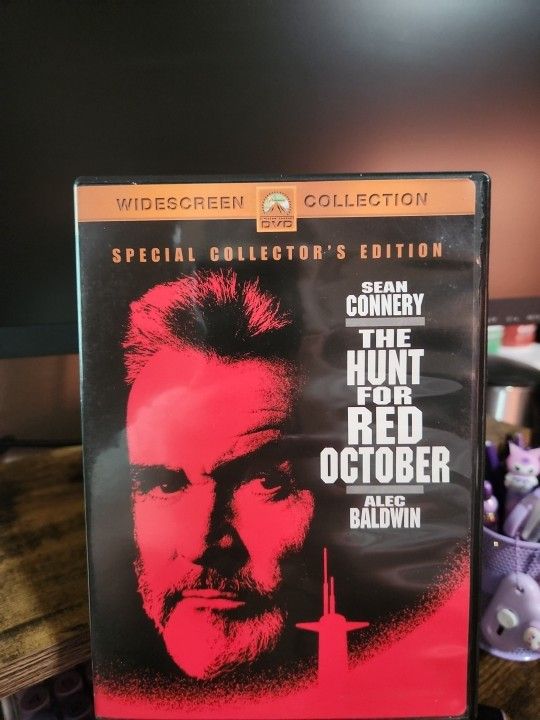 WIDESCREEN DVD COLLECTION
SPECIAL COLLECTOR'S EDITION
SEAN
CONNERY
THE
HUNT
FOR
RED
OCTOBER
ALEC
BALDWIN